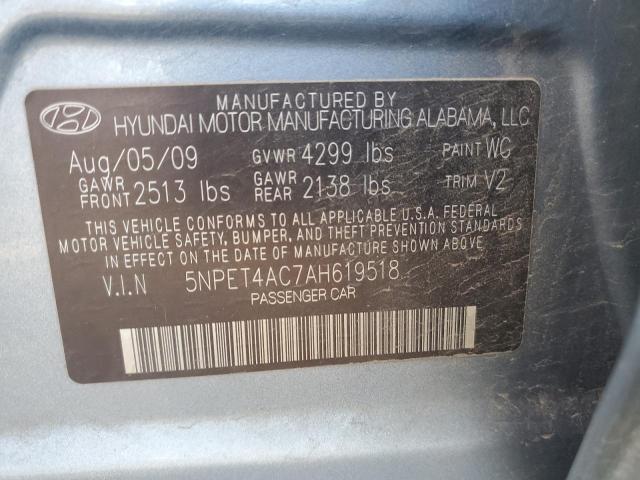 MANUFACTURED BY
HYUNDAI MOTOR MANUFACTURING ALABAMA, LLC
Aug/05/09 GVWR 4299 lbs PAINT WC
GAWR FRONT 2513 lbs GAWR REAR 2138 lbs TRIM V2
THIS VEHICLE CONFORMS TO ALL APPLICABLE U.S.A. FEDERAL
MOTOR VEHICLE SAFETY, BUMPER, AND THEFT PREVENTION STANDARDS
IN EFFECT ON THE DATE OF MANUFACTURE SHOWN ABOVE.
V.I.N 5NPET4AC7AH619518
PASSENGER CAR